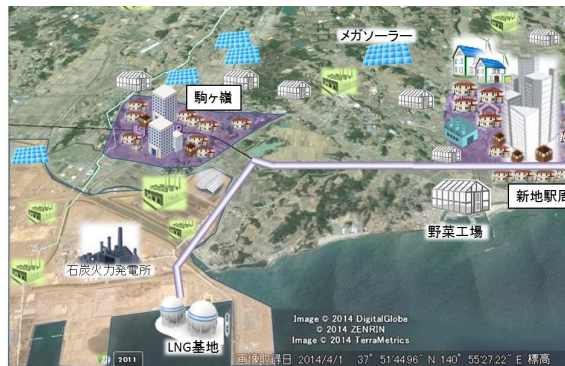 メガソーラー
駒ヶ嶺
新地駅周
野菜工場
石炭火力発電所
LNG基地
Image © 2014 DigitalGlobe
© 2014 ZENRIN
Image © 2014 TerraMetrics
2011
画像取得日 2014/4/1 37° 51'44.96" N 140° 55'27.22" E 標高